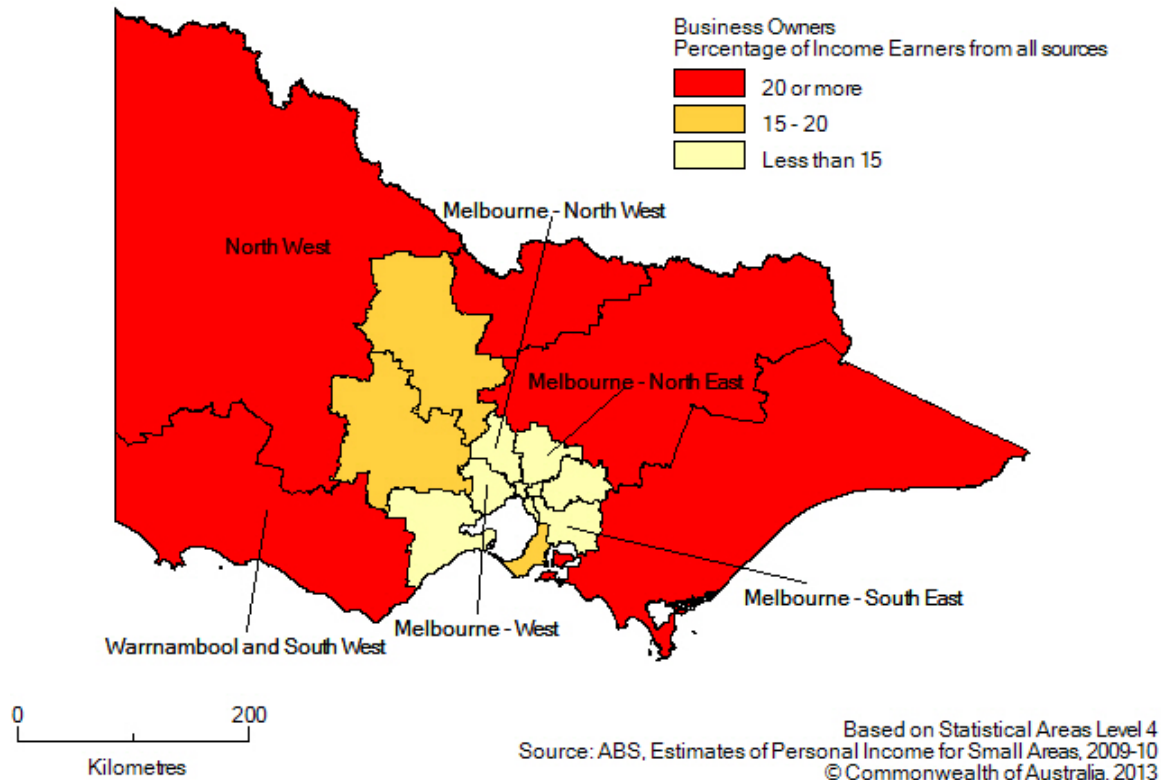 Business Owners
Percentage of Income Earners from all sources
20 or more
15 - 20
Less than 15
Melbourne - North West
North West
Melbourne - North East
Melbourne - South East
Melbourne - West
Warrnambool and South West
0 200
Kilometres
Based on Statistical Areas Level 4
Source: ABS, Estimates of Personal Income for Small Areas, 2009-10
© Commonwealth of Australia, 2013